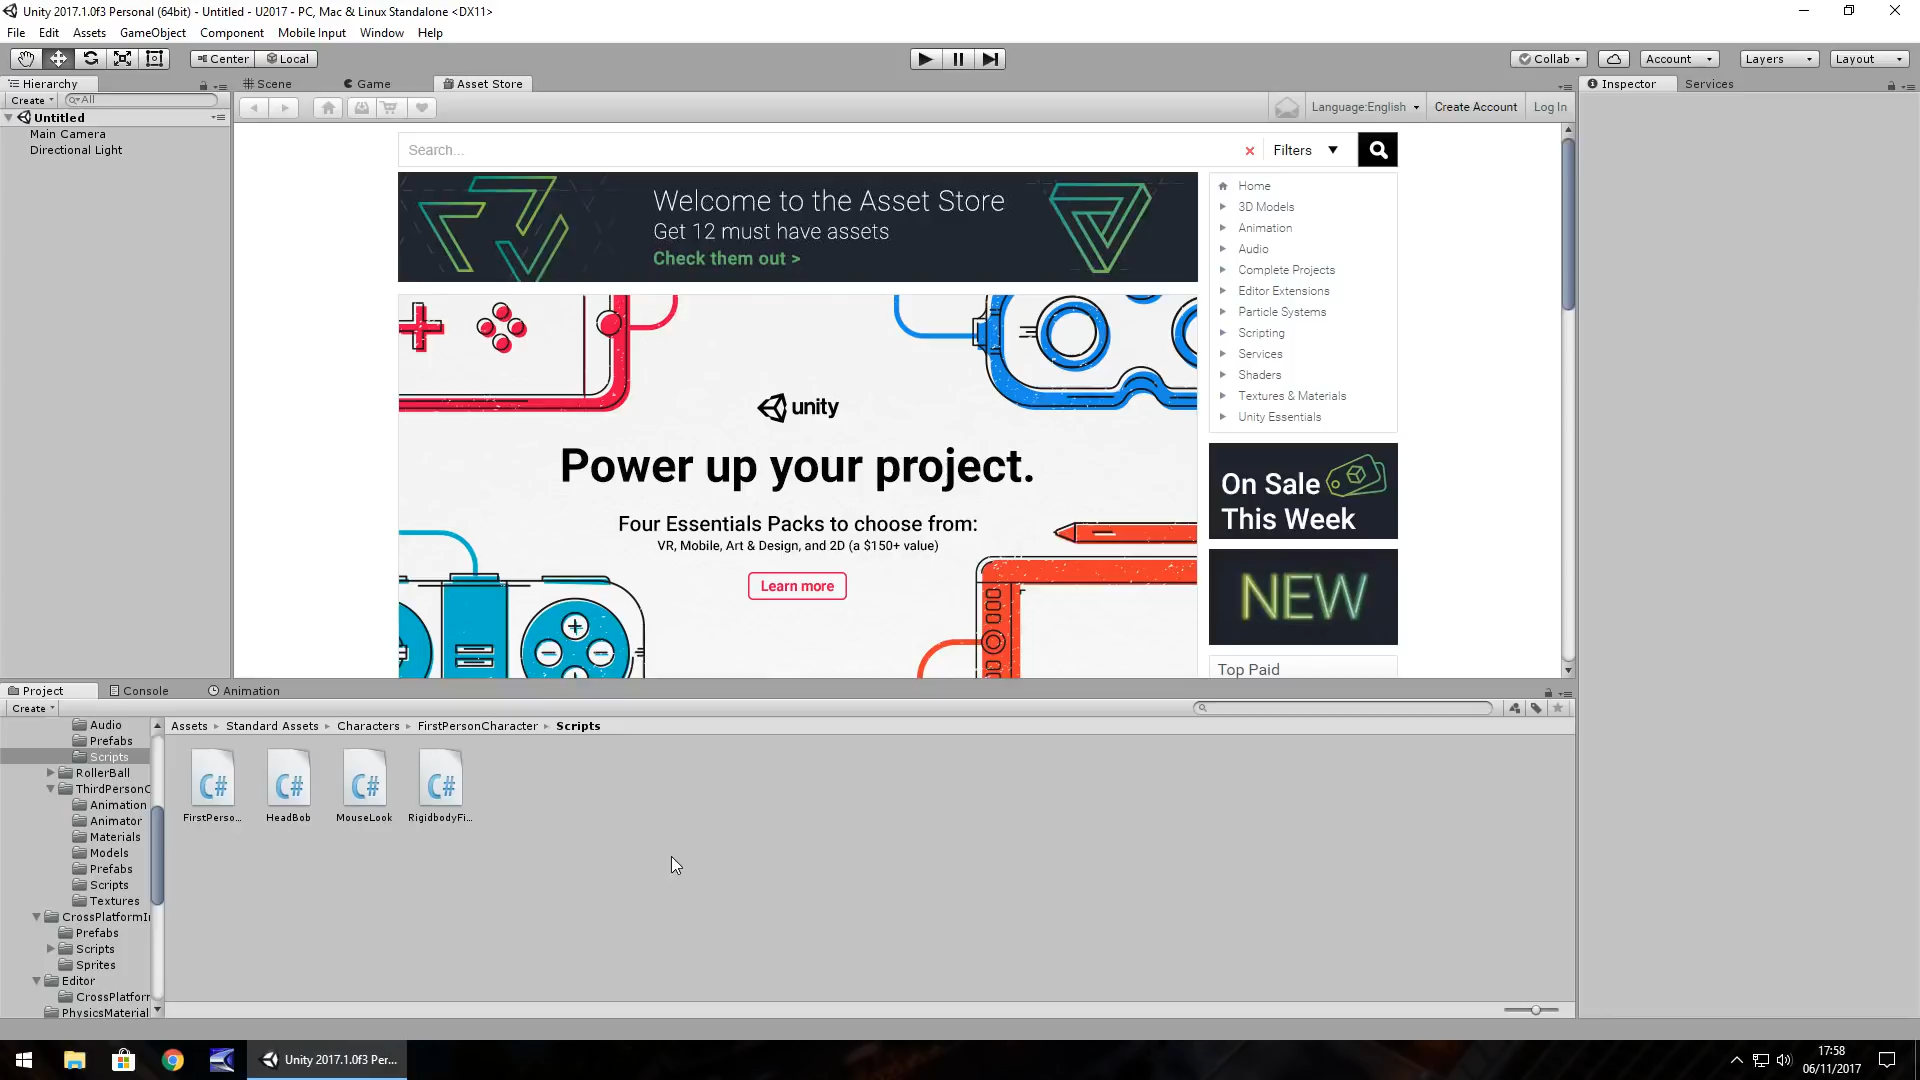 Unity 2017.1.0f3 Personal (64bit) - Untitled - U2017 - PC, Mac & Linux Standalone <DX11>
File Edit Assets GameObject Component Mobile Input Window Help
Center Local Collab Account Layers Layout
Hierarchy Scene Game Asset Store Inspector Services
Create All
Language:English Create Account Log In
Untitled
Main Camera
Directional Light
Search... Filters
Welcome to the Asset Store
Get 12 must have assets
Check them out >
Home
3D Models
Animation
Audio
Complete Projects
Editor Extensions
Particle Systems
Scripting
Services
Shaders
Textures & Materials
Unity Essentials
unity
Power up your project.
Four Essentials Packs to choose from:
VR, Mobile, Art & Design, and 2D (a $150+ value)
Learn more
On Sale
This Week
NEW
Top Paid
Project Console Animation
Create
Audio
Prefabs
Scripts
RollerBall
ThirdPersonC
Animation
Animator
Materials
Models
Prefabs
Scripts
Textures
CrossPlatformI
Prefabs
Scripts
Sprites
Editor
CrossPlatfor
PhysicsMaterial
Assets Standard Assets Characters FirstPersonCharacter Scripts
C# C# C# C#
FirstPerso... HeadBob MouseLook RigidbodyFi...
Unity 2017.1.0f3 Per...
17:58
06/11/2017